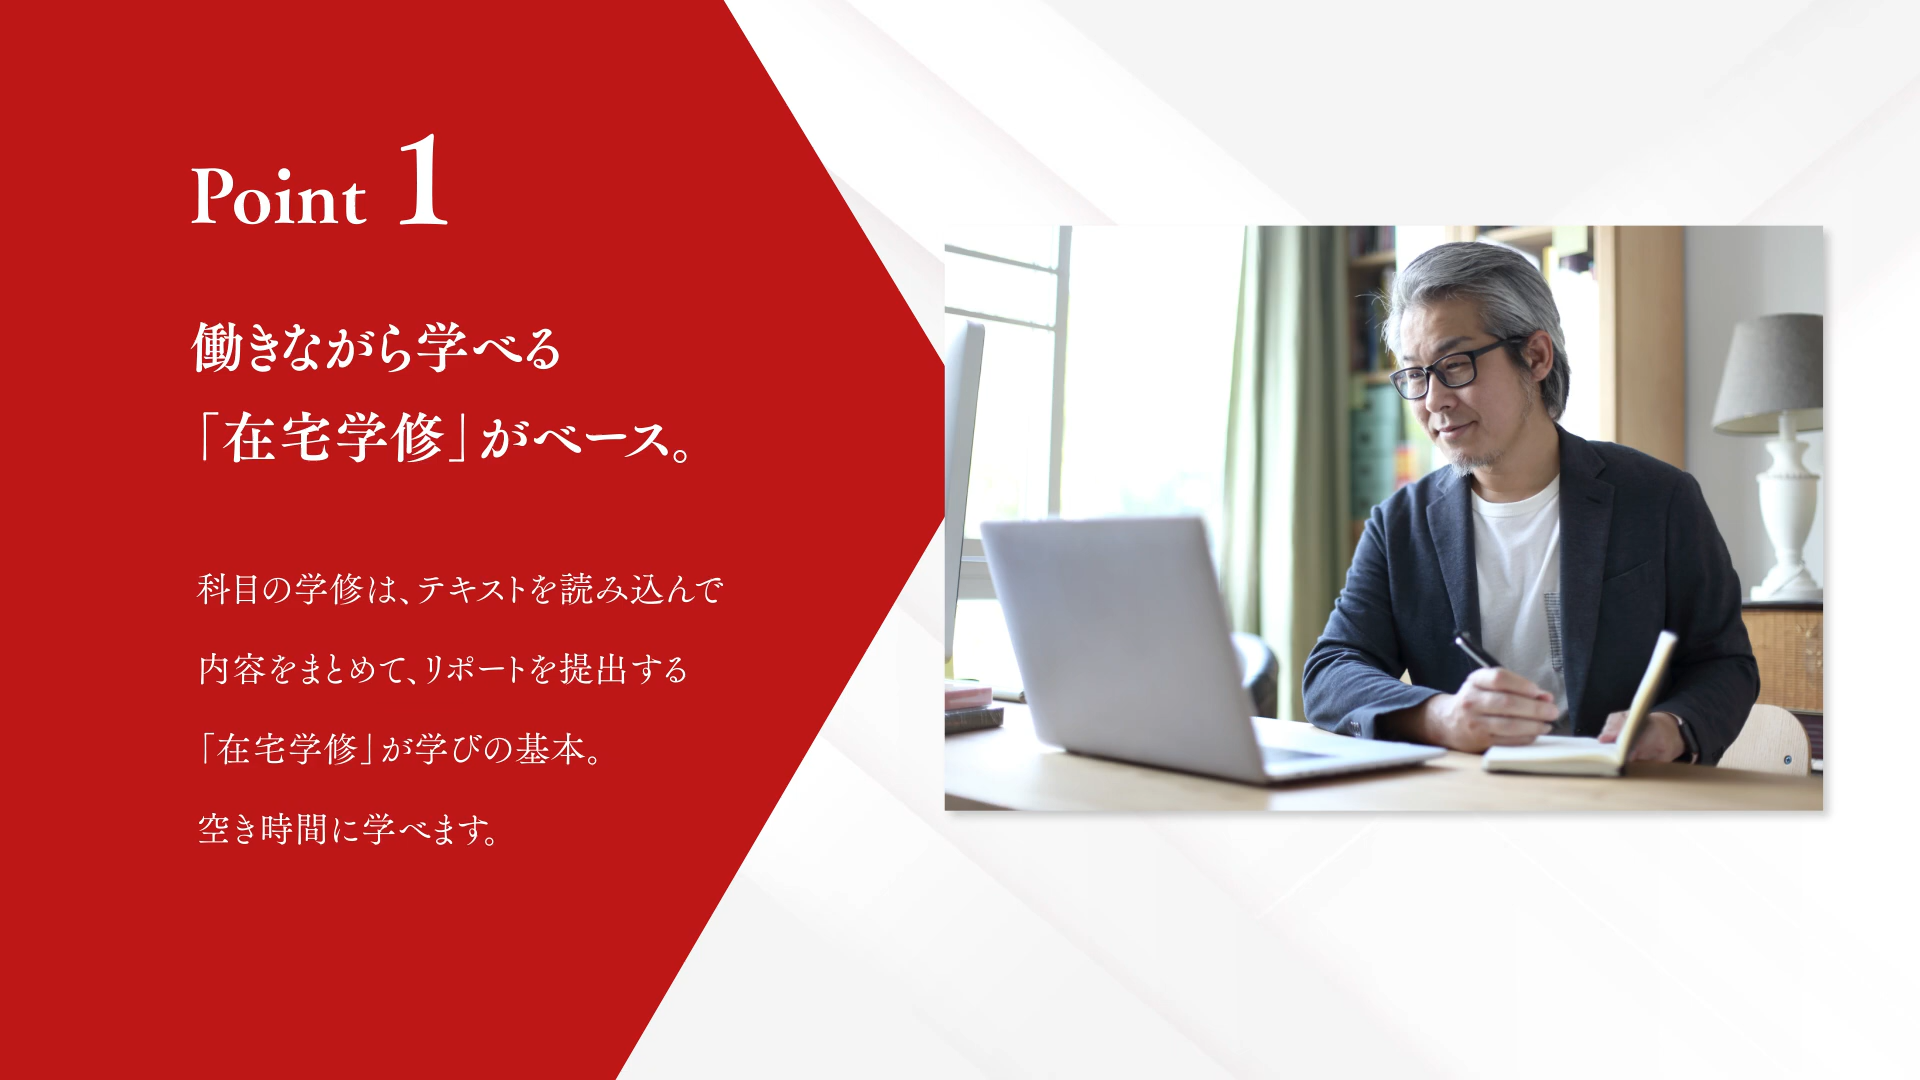 Point 1
働きながら学べる
「在宅学修」がベース。
科目の学修は、テキストを読み込んで
内容をまとめて、リポートを提出する
「在宅学修」が学びの基本。
空き時間に学べます。